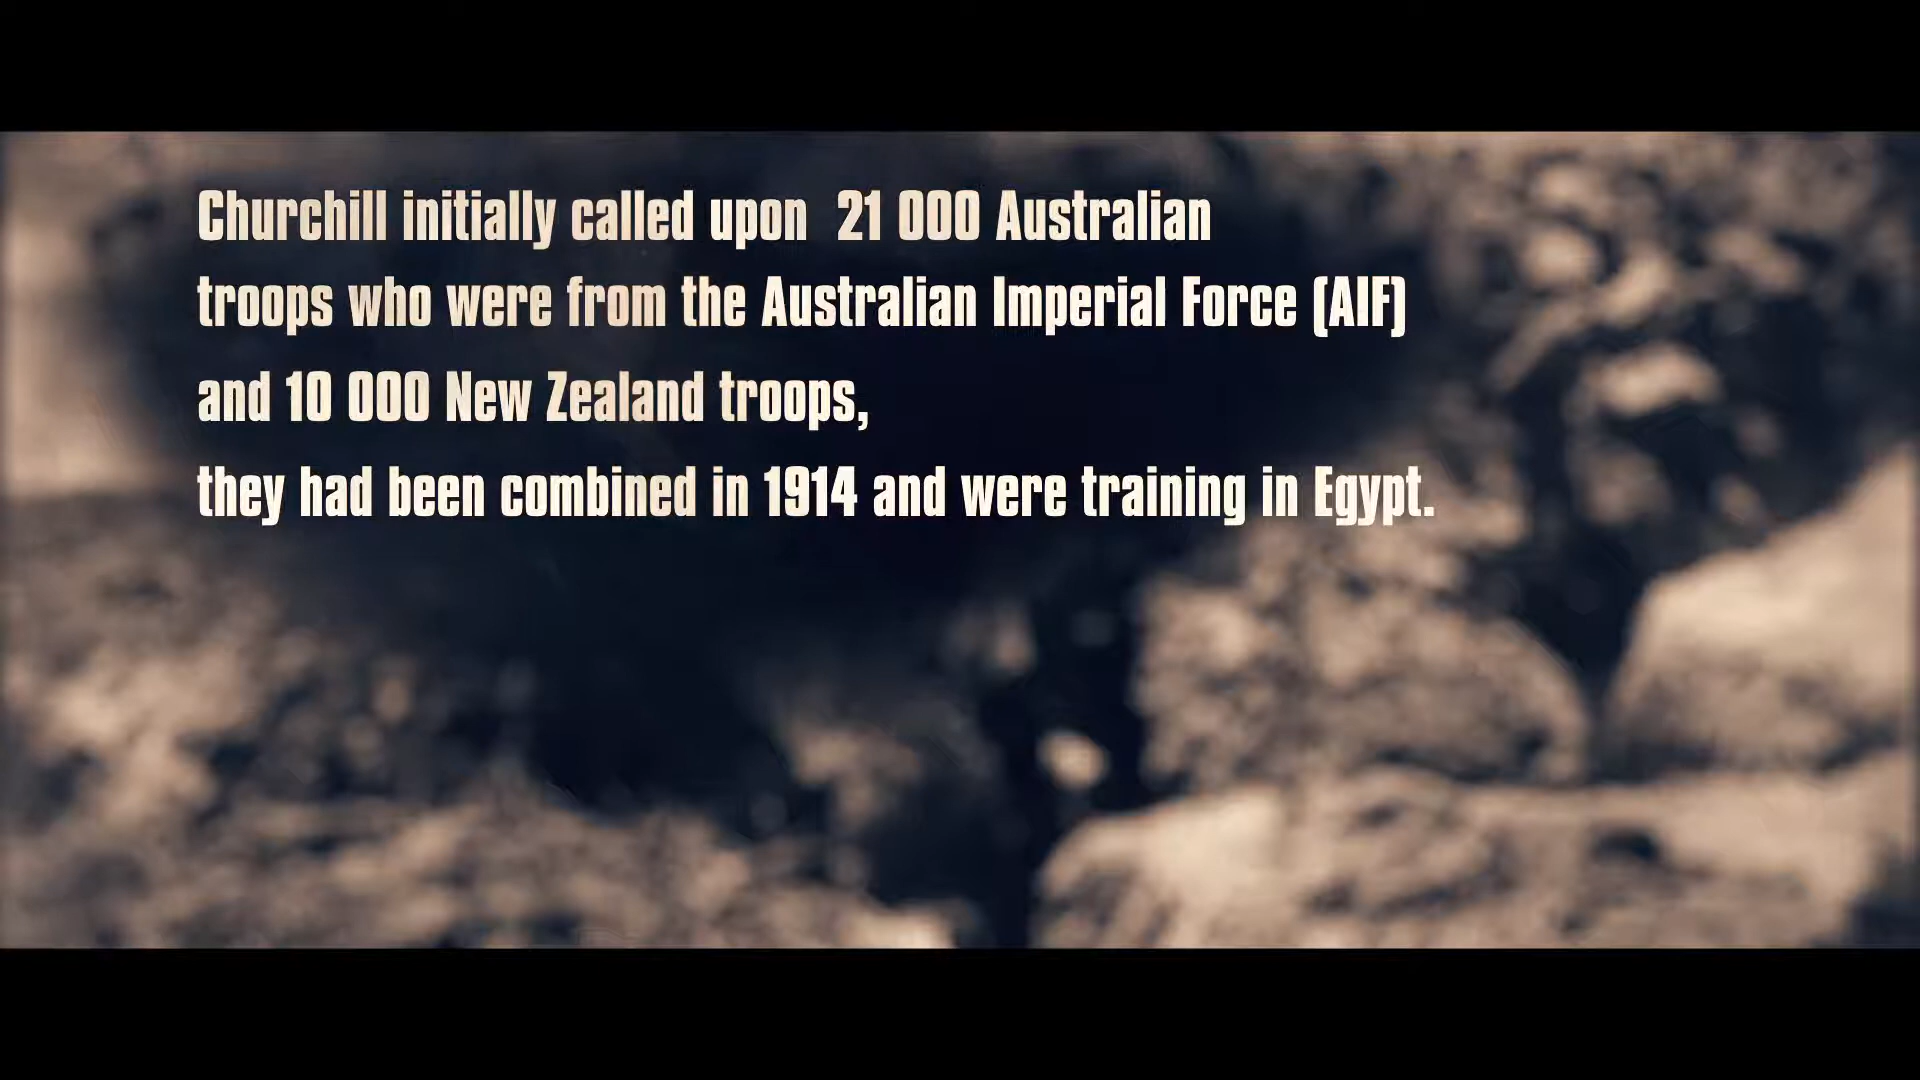 Churchill initially called upon  21 000 Australian
troops who were from the Australian Imperial Force (AIF)
and 10 000 New Zealand troops,
they had been combined in 1914 and were training in Egypt.